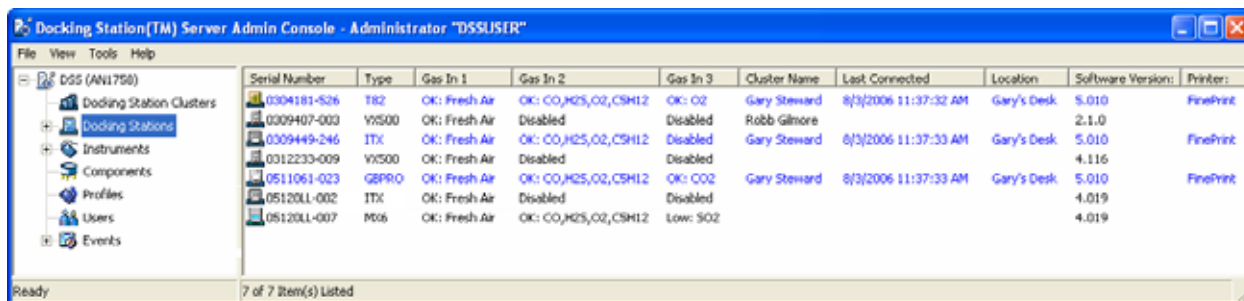 Docking Station(TM) Server Admin Console - Administrator "DSSUSER"
File View Tools Help
DSS (AN1758)
Docking Station Clusters
Docking Stations
Instruments
Components
Profiles
Users
Events
Serial Number Type Gas In 1 Gas In 2 Gas In 3 Cluster Name Last Connected Location Software Version: Printer:
0304181-526 T82 OK: Fresh Air OK: CO,H2S,O2,C5H12 OK: O2 Gary Steward 8/3/2006 11:37:32 AM Gary's Desk 5.010 FinePrint
0309407-003 VX500 OK: Fresh Air Disabled Disabled Robb Gilmore 2.1.0
0309449-246 ITX OK: Fresh Air OK: CO,H2S,O2,C5H12 Disabled Gary Steward 8/3/2006 11:37:33 AM Gary's Desk 5.010 FinePrint
0312233-009 VX500 OK: Fresh Air Disabled Disabled 4.116
0511061-023 GBPRO OK: Fresh Air OK: CO,H2S,O2,C5H12 OK: CO2 Gary Steward 8/3/2006 11:37:33 AM Gary's Desk 5.010 FinePrint
05120LL-002 ITX OK: Fresh Air Disabled Disabled 4.019
05120LL-007 MX6 OK: Fresh Air OK: CO,H2S,O2,C5H12 Low: SO2 4.019
Ready 7 of 7 Item(s) Listed